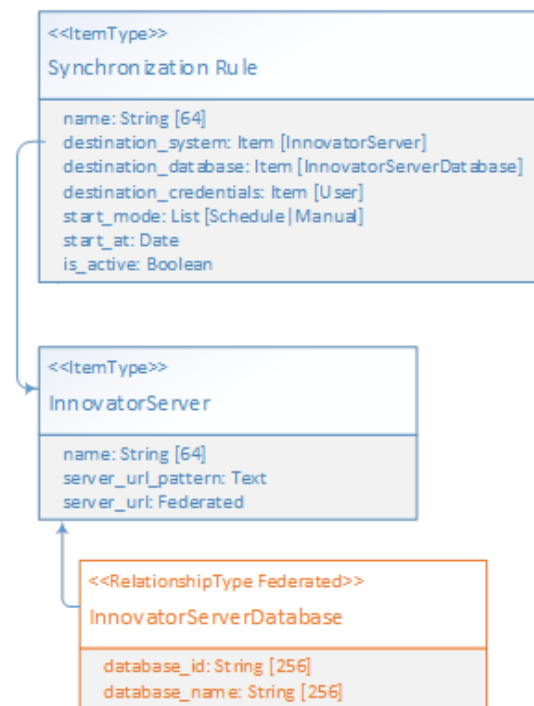 <<ItemType>>
Synchronization Rule
name: String [64]
destination_system: Item [InnovatorServer]
destination_database: Item [InnovatorServerDatabase]
destination_credentials: Item [User]
start_mode: List [Schedule|Manual]
start_at: Date
is_active: Boolean
<<ItemType>>
InnovatorServer
name: String [64]
server_url_pattern: Text
server_url: Federated
<<RelationshipType Federated>>
InnovatorServerDatabase
database_id: String [256]
database_name: String [256]